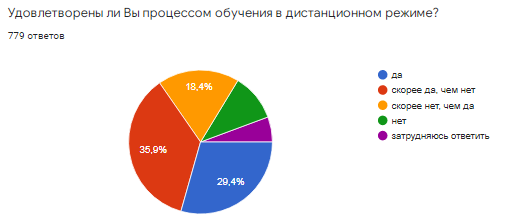 Удовлетворены ли Вы процессом обучения в дистанционном режиме?
779 ответов
да
скорее да, чем нет
скорее нет, чем да
нет
затрудняюсь ответить
18,4%
35,9%
29,4%